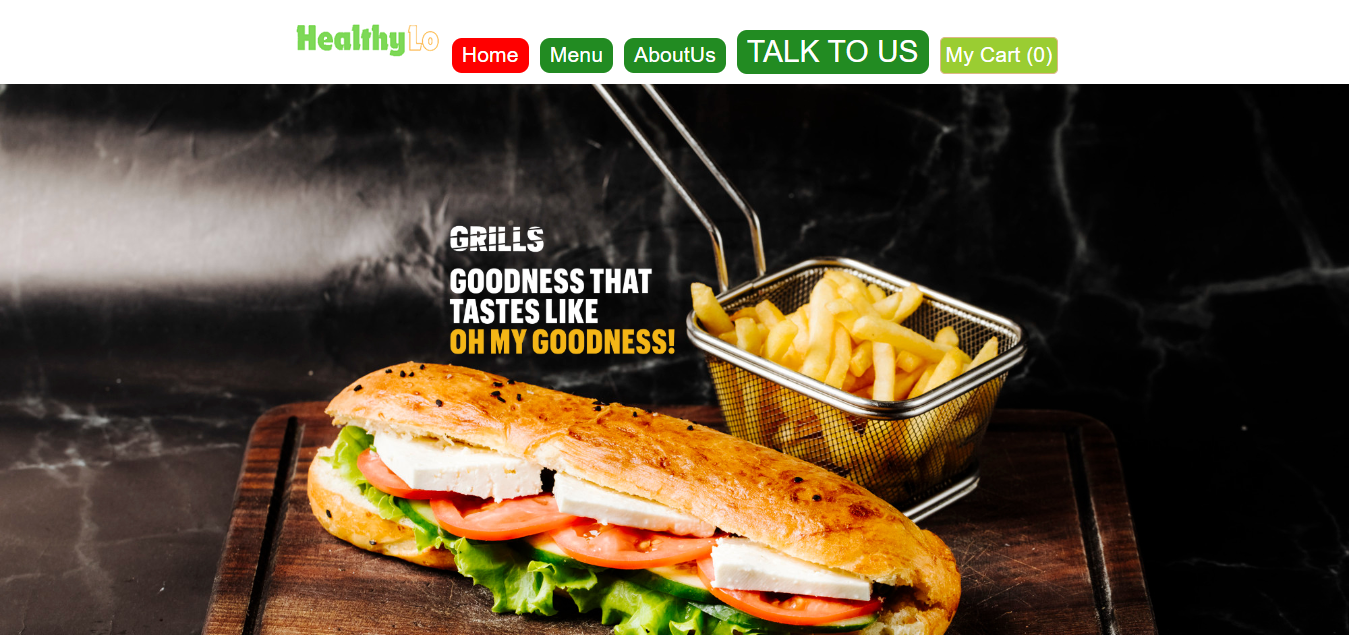 HealthyLo
Home Menu AboutUs TALK TO US My Cart (0)
GRILLS
GOODNESS THAT
TASTES LIKE
OH MY GOODNESS!